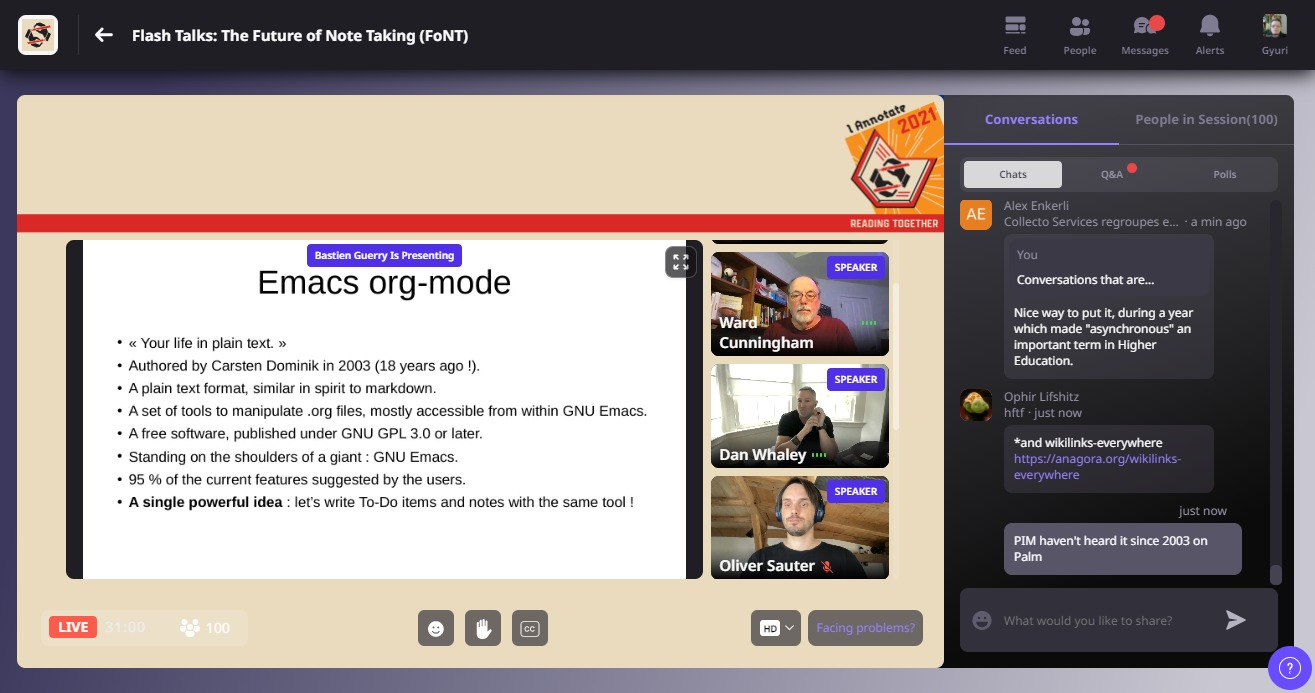 Flash Talks: The Future of Note Taking (FoNT)
Feed
People
Messages
Alerts
Gyuri
I Annotate
2021
READING TOGETHER
Bastien Guerry Is Presenting
Emacs org-mode
• « Your life in plain text. »
• Authored by Carsten Dominik in 2003 (18 years ago !).
• A plain text format, similar in spirit to markdown.
• A set of tools to manipulate .org files, mostly accessible from within GNU Emacs.
• A free software, published under GNU GPL 3.0 or later.
• Standing on the shoulders of a giant : GNU Emacs.
• 95 % of the current features suggested by the users.
• A single powerful idea : let's write To-Do items and notes with the same tool !
SPEAKER
Ward
Cunningham
SPEAKER
Dan Whaley
SPEAKER
Oliver Sauter
LIVE
31:00
100
CC
HD
Facing problems?
Conversations
People in Session(100)
Chats
Q&A
Polls
AE
Alex Enkerli
Collecto Services regroupes e... · a min ago
You
Conversations that are...
Nice way to put it, during a year
which made "asynchronous" an
important term in Higher
Education.
Ophir Lifshitz
hftf · just now
*and wikilinks-everywhere
https://anagora.org/wikilinks-
everywhere
just now
PIM haven't heard it since 2003 on
Palm
What would you like to share?
?